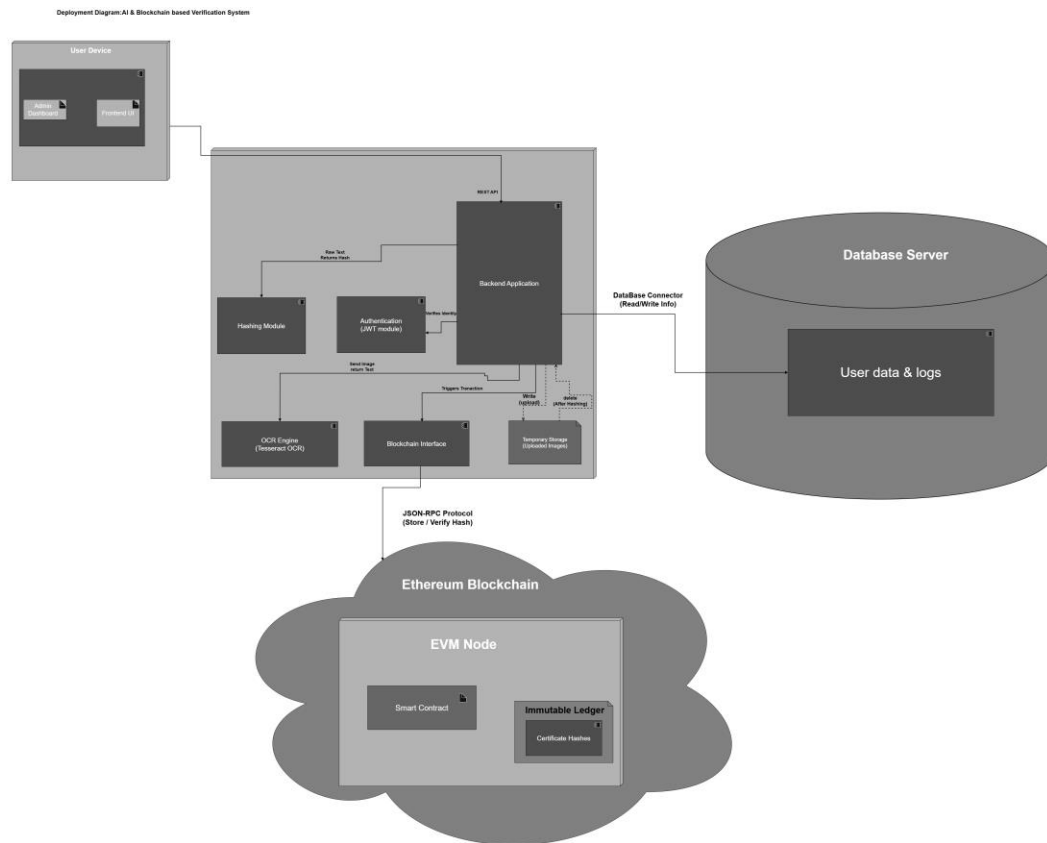 Deployment Diagram:AI & Blockchain based Verification System
User Device
Admin
Dashboard
Frontend UI
REST API
Raw Text
Returns Hash
Backend Application
Hashing Module
Authentication
(JWT module)
Verifies Identity
DataBase Connector
(Read/Write Info)
Database Server
User data & logs
Send Image
return Text
Triggers Tranaction
Write
(upload)
delete
(After Hashing)
OCR Engine
(Tesseract OCR)
Blockchain Interface
Temporary Storage
(Uploaded Images)
JSON-RPC Protocol
(Store / Verify Hash)
Ethereum Blockchain
EVM Node
Smart Contract
Immutable Ledger
Certificate Hashes